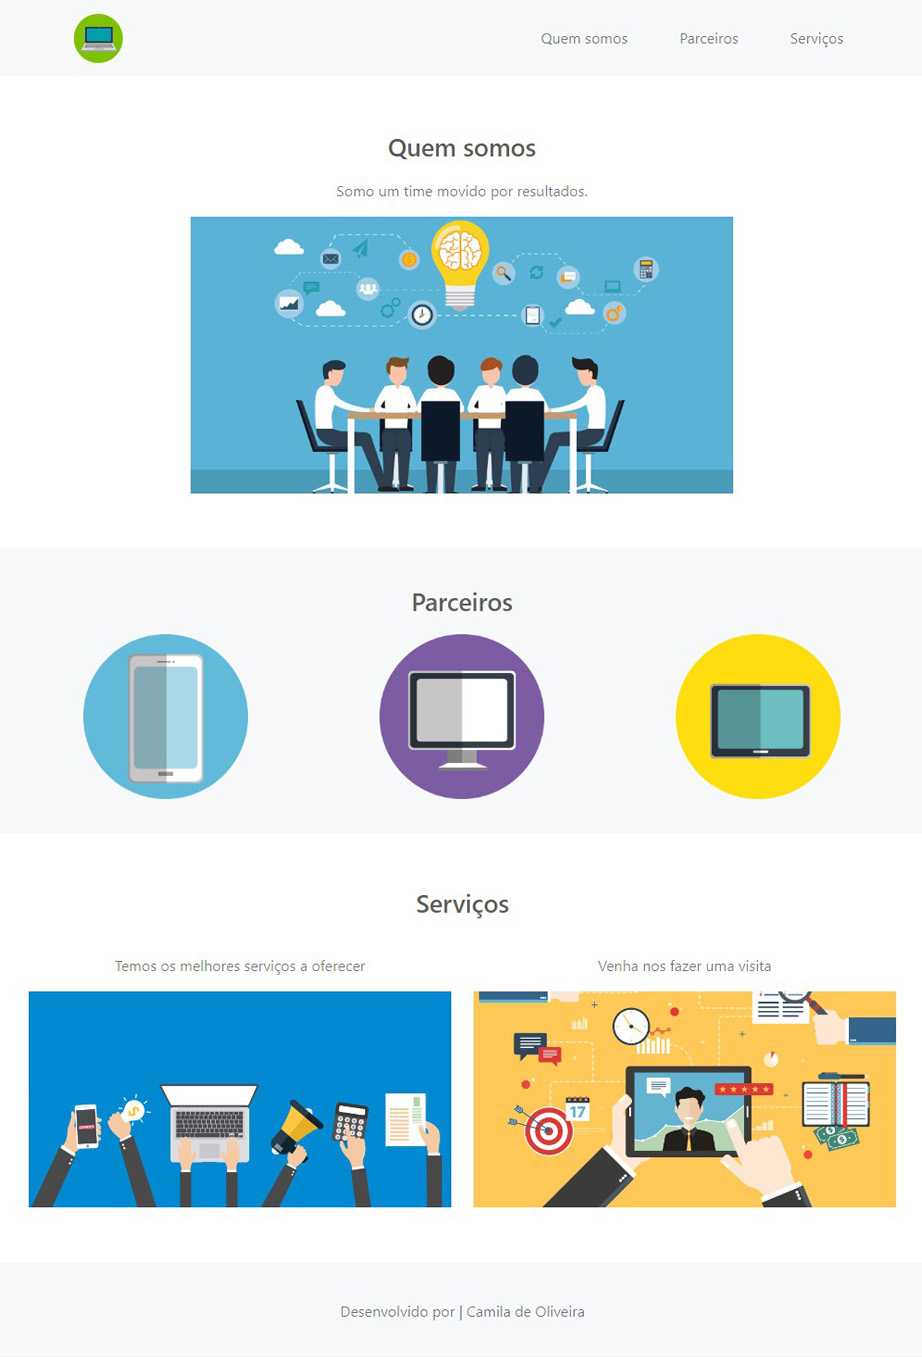 Quem somos
Parceiros
Serviços
Quem somos
Somo um time movido por resultados.
Parceiros
Serviços
Temos os melhores serviços a oferecer
Venha nos fazer uma visita
17
Desenvolvido por | Camila de Oliveira